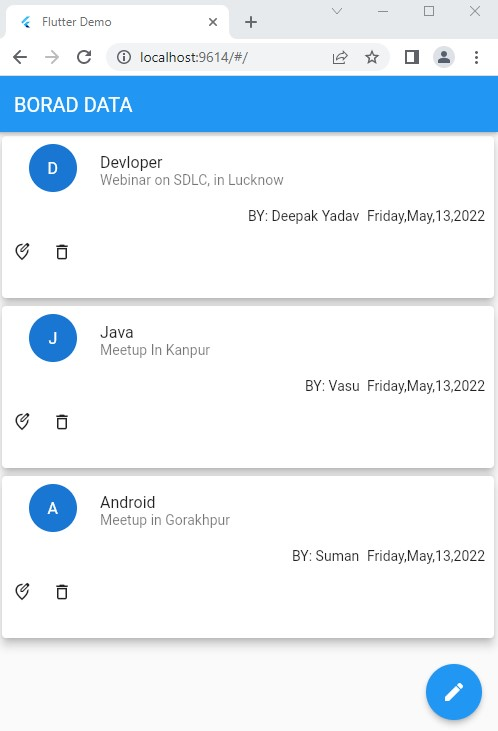 Flutter Demo
localhost:9614/#/
BORAD DATA
D
Devloper
Webinar on SDLC, in Lucknow
BY: Deepak Yadav Friday,May,13,2022
J
Java
Meetup In Kanpur
BY: Vasu Friday,May,13,2022
A
Android
Meetup in Gorakhpur
BY: Suman Friday,May,13,2022